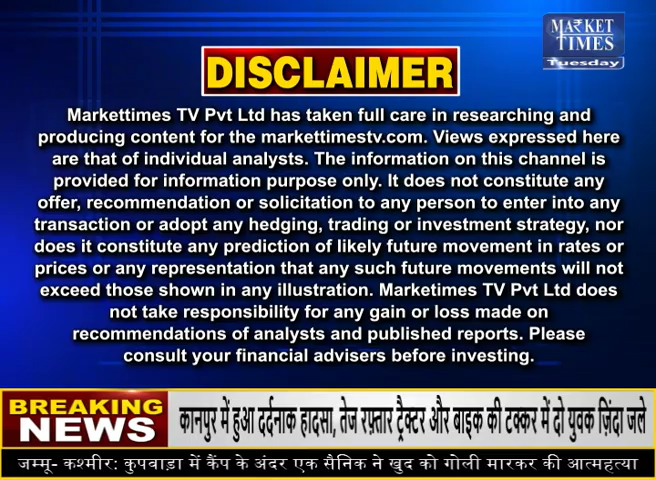 MARKET
TIMES
Tuesday
DISCLAIMER
Markettimes TV Pvt Ltd has taken full care in researching and
producing content for the markettimestv.com. Views expressed here
are that of individual analysts. The information on this channel is
provided for information purpose only. It does not constitute any
offer, recommendation or solicitation to any person to enter into any
transaction or adopt any hedging, trading or investment strategy, nor
does it constitute any prediction of likely future movement in rates or
prices or any representation that any such future movements will not
exceed those shown in any illustration. Marketimes TV Pvt Ltd does
not take responsibility for any gain or loss made on
recommendations of analysts and published reports. Please
consult your financial advisers before investing.
BREAKING
NEWS
कानपुर में हुआ दर्दनाक हादसा, तेज रफ़्तार ट्रैक्टर और बाइक की टक्कर में दो युवक ज़िंदा जले
जम्मू- कश्मीर: कुपवाड़ा में कैंप के अंदर एक सैनिक ने खुद को गोली मारकर की आत्महत्या